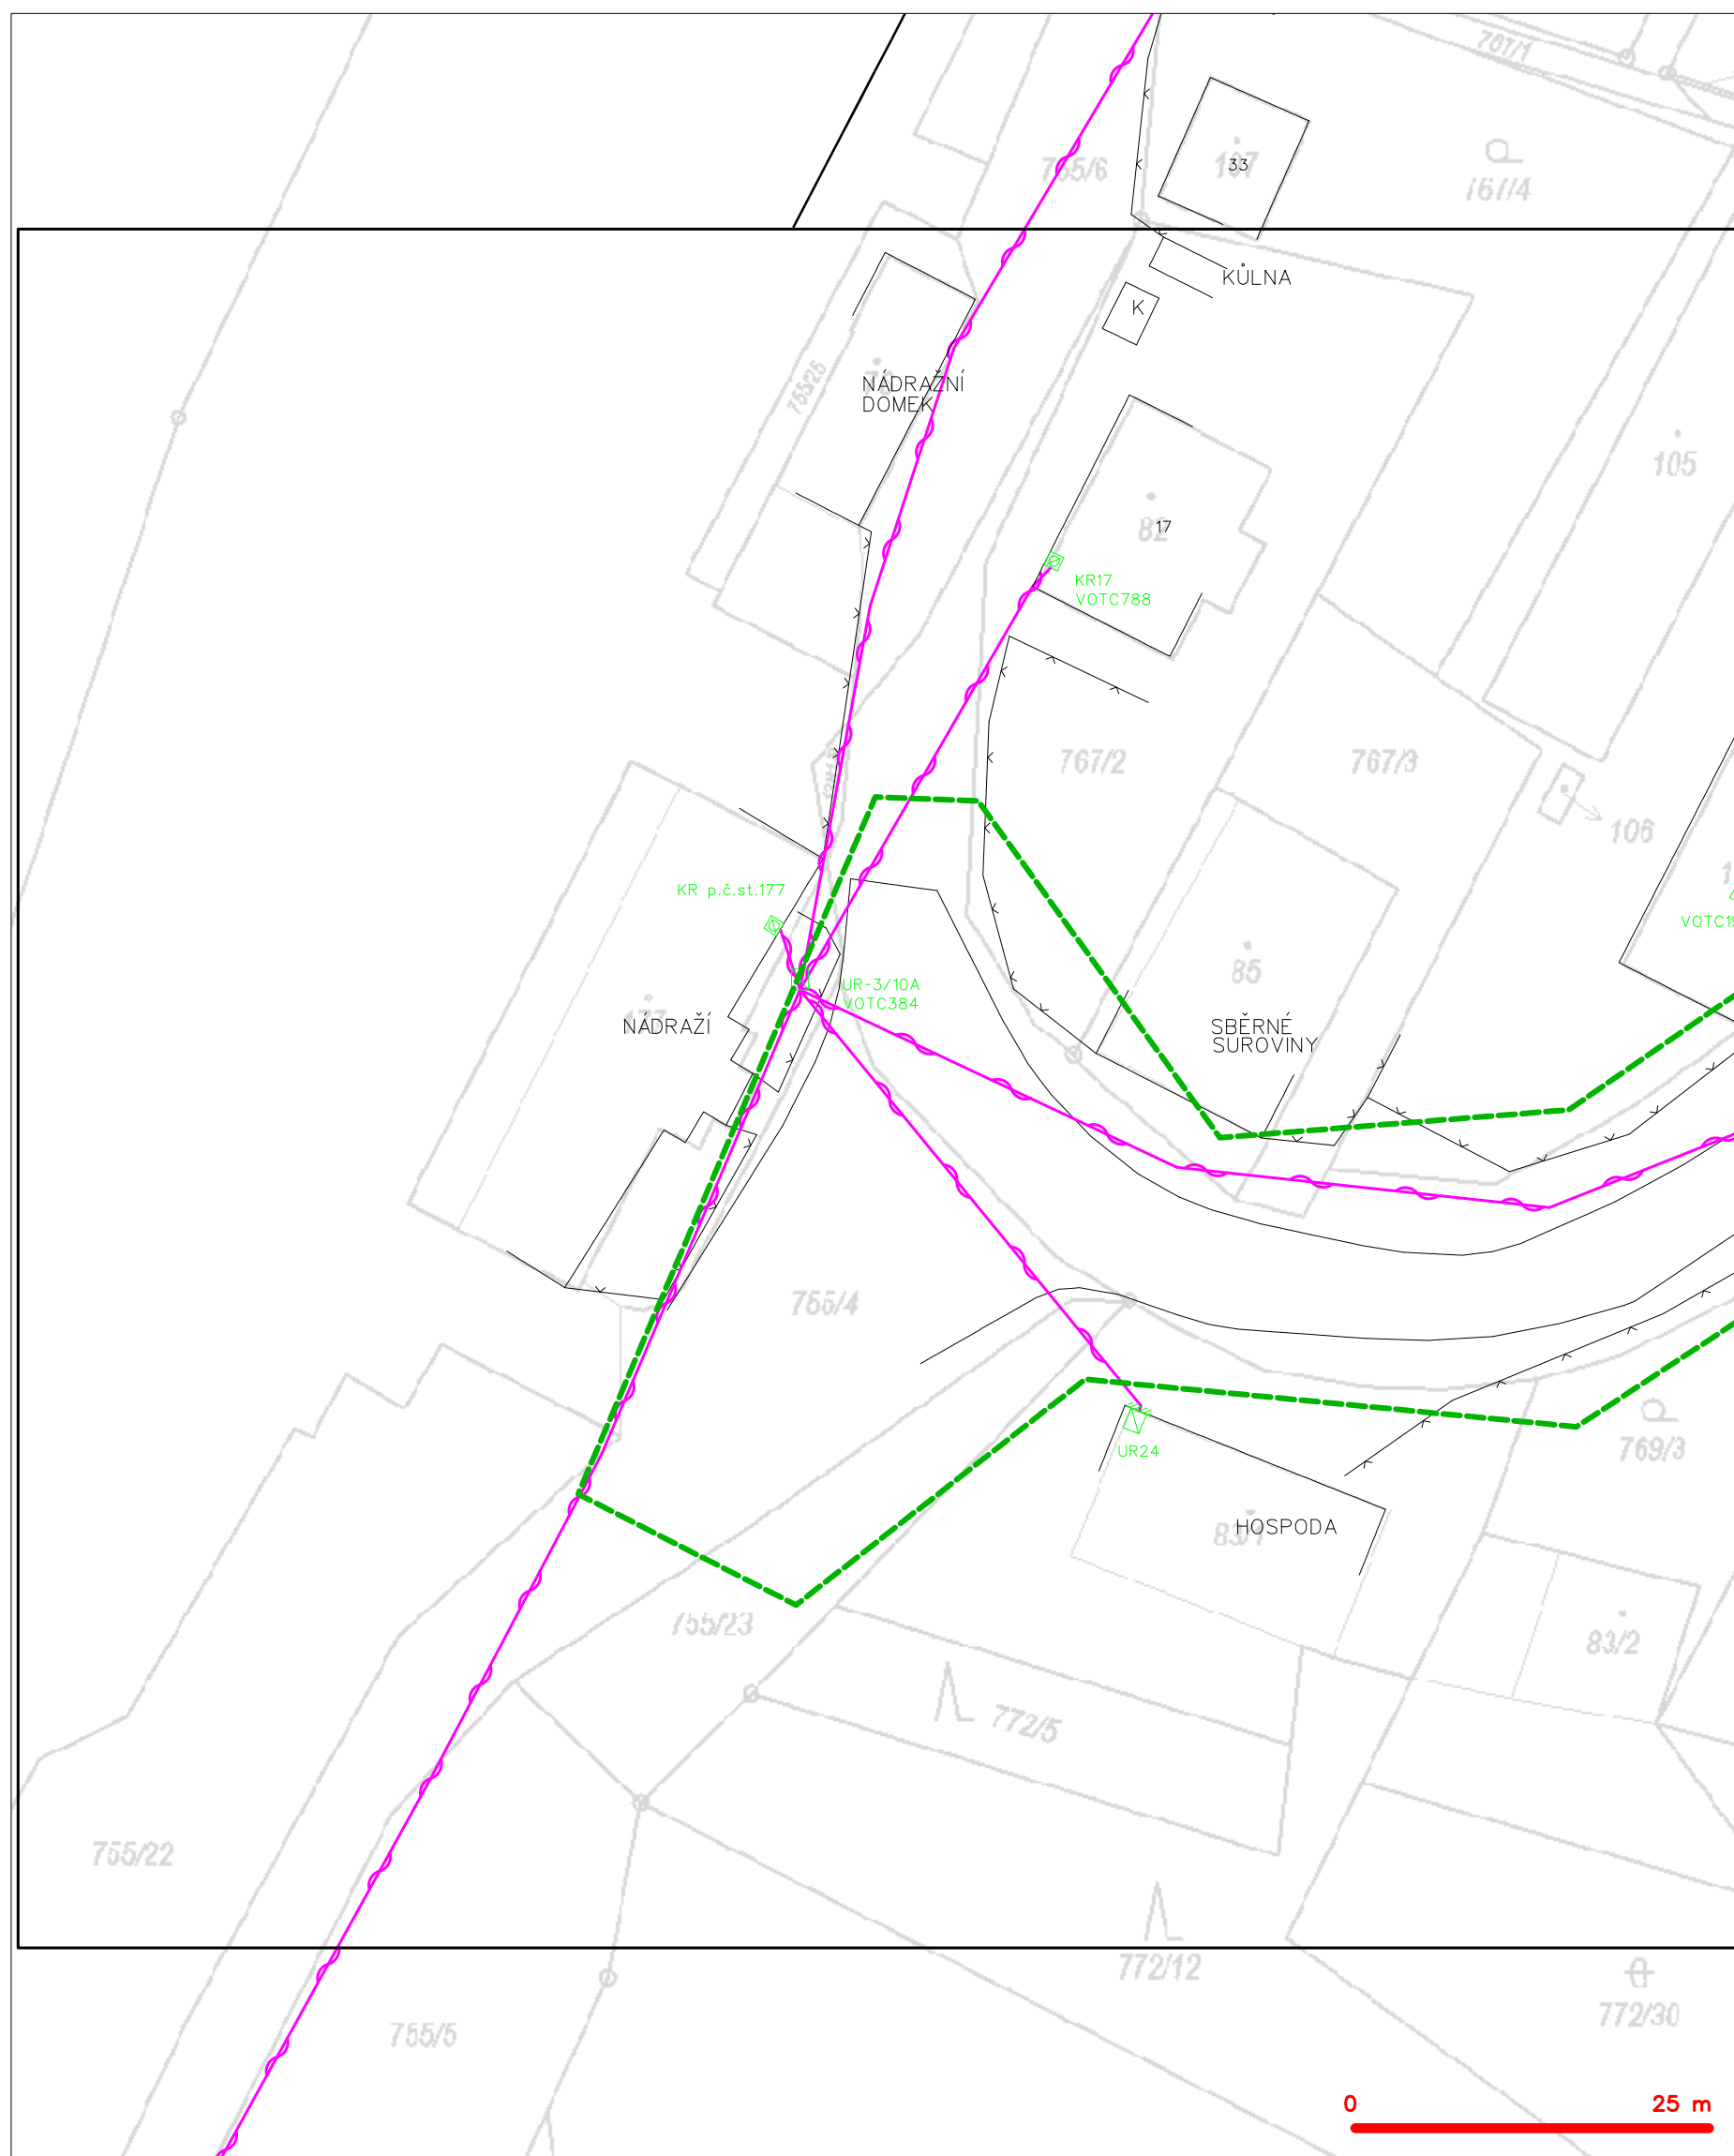 767/1
755/6
107
33
767/4
KŮLNA
K
755/25
NÁDRAŽNÍ
DOMEK
105
82
17
KR17
VOTC788
767/2
767/3
106
KR p.č.st.177
85
UR-3/10A
VOTC384
177
NÁDRAŽÍ
SBĚRNÉ
SUROVINY
755/4
769/3
UR24
83/1
HOSPODA
755/23
83/2
772/5
755/22
772/12
772/30
755/5
0 25 m